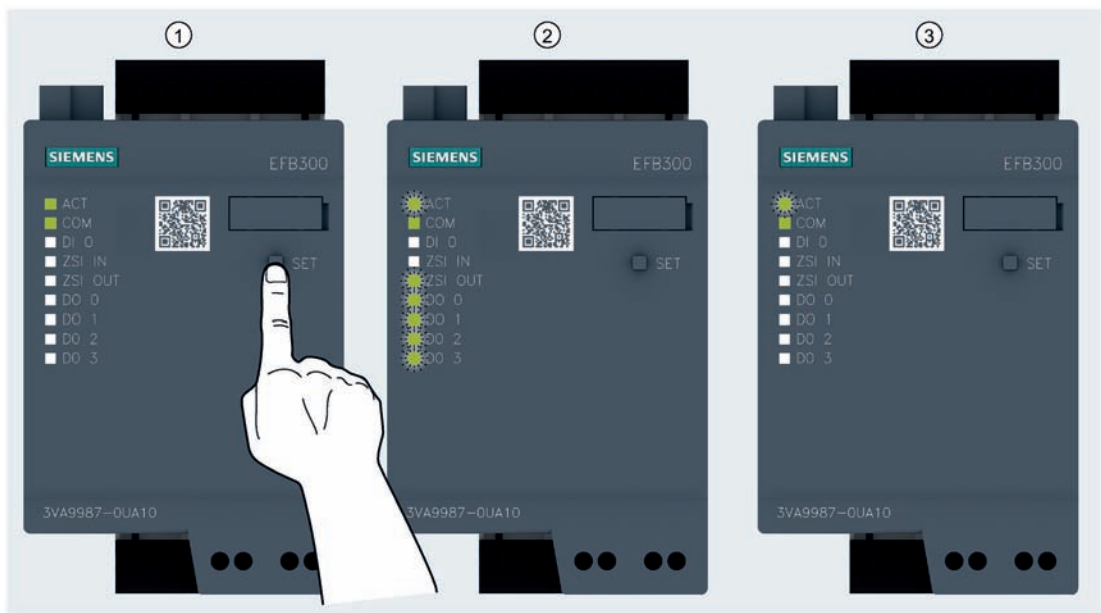 1
SIEMENS
EFB300
ACT
COM
DI 0
ZSI IN
ZSI OUT
DO 0
DO 1
DO 2
DO 3
SET
3VA9987-0UA10
2
SIEMENS
EFB300
ACT
COM
DI 0
ZSI IN
ZSI OUT
DO 0
DO 1
DO 2
DO 3
SET
3VA9987-0UA10
3
SIEMENS
EFB300
ACT
COM
DI 0
ZSI IN
ZSI OUT
DO 0
DO 1
DO 2
DO 3
SET
3VA9987-0UA10